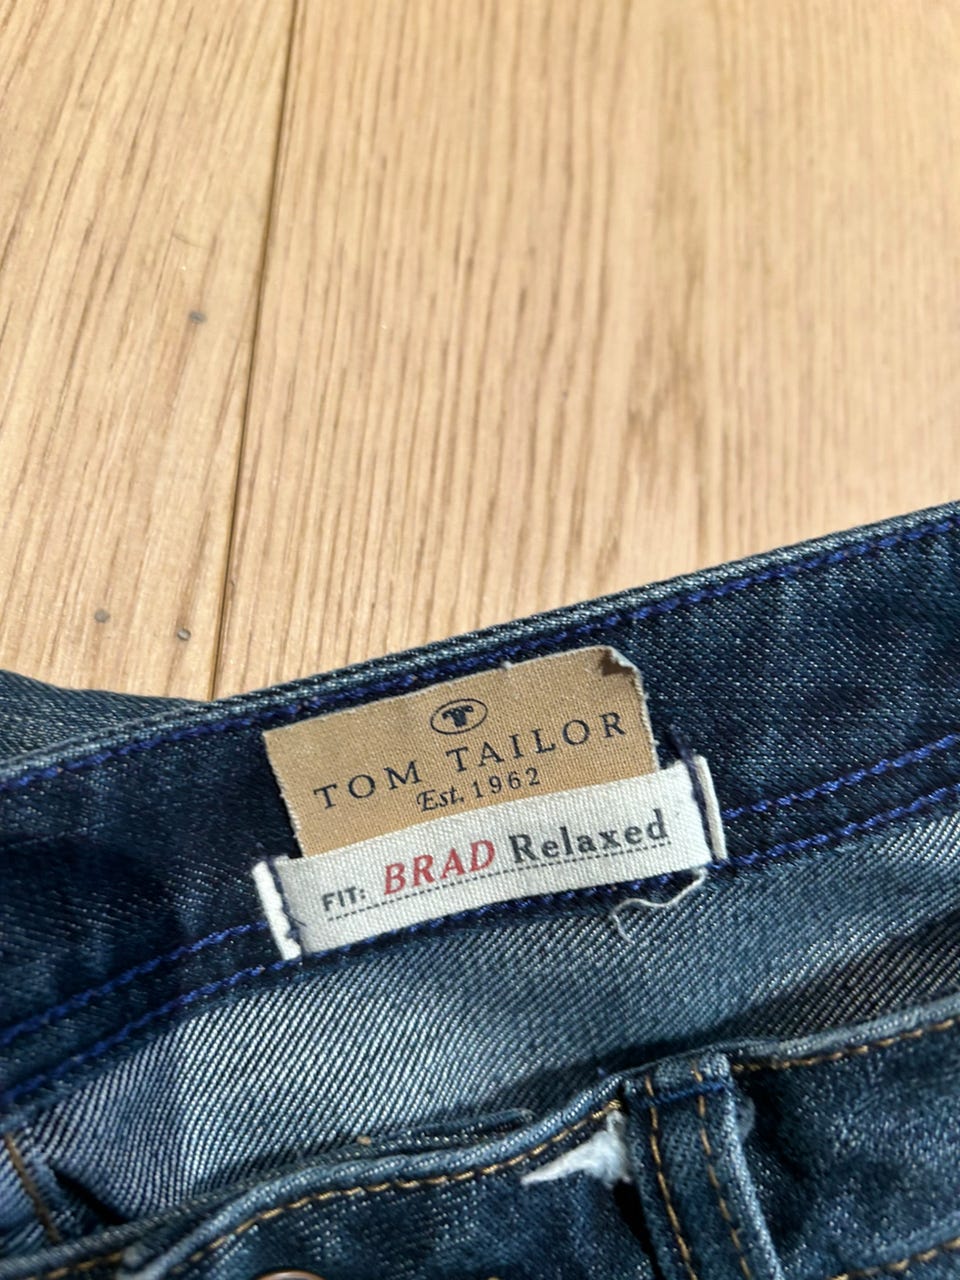 TOM TAILOR
Est. 1962
FIT: BRAD Relaxed